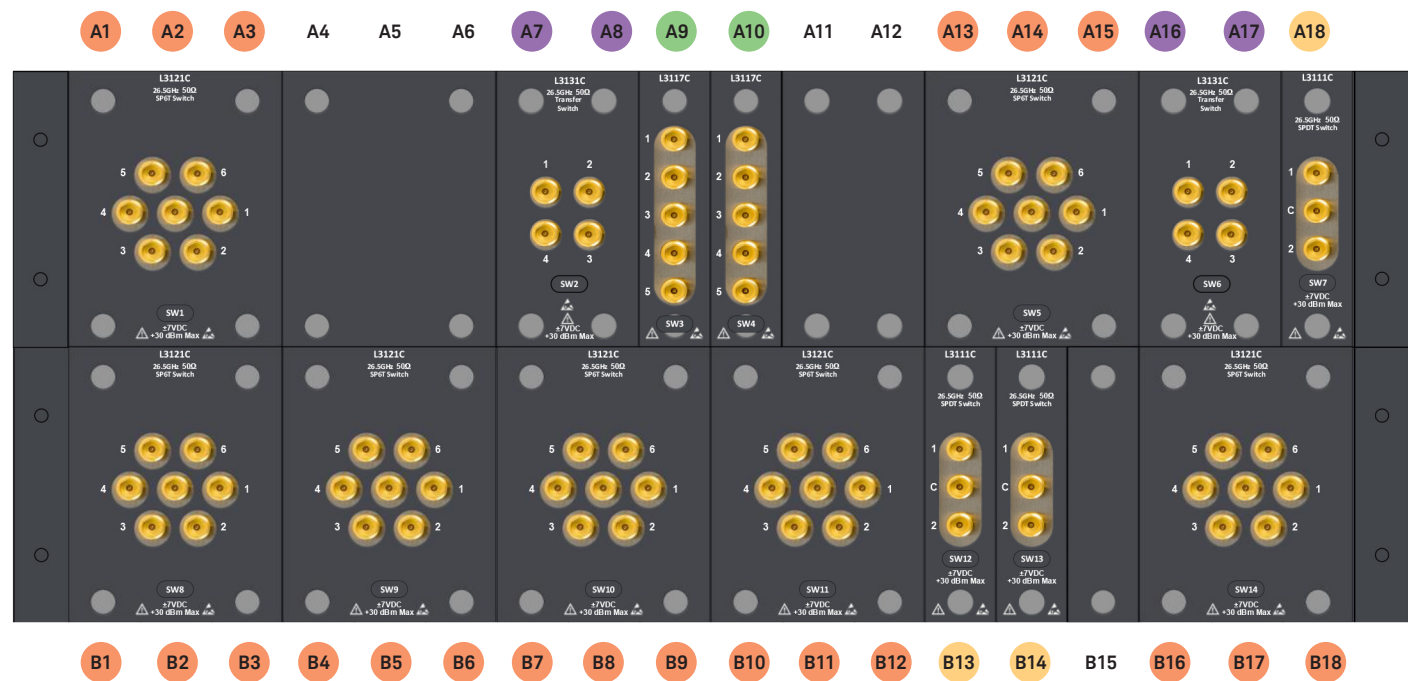 A1 A2 A3 A4 A5 A6 A7 A8 A9 A10 A11 A12 A13 A14 A15 A16 A17 A18
L3121C L3131C L3117C L3117C L3121C L3131C L3111C
26.5GHz 50Ω 26.5GHz 50Ω 26.5GHz 50Ω 26.5GHz 50Ω
SP6T Switch Transfer SP6T Switch Transfer
Switch Switch
26.5GHz 50Ω
SPDT Switch
1 1
1 2 1 2
5 6 5 6 1
2 2
4 1 3 3 4 1 C
4 3 4 4 4 3
3 2 3 2 2
SW2 SW6
5 5 SW7
SW1 SW3 SW4 SW5 ±7VDC
+30 dBm Max
±7VDC ±7VDC ±7VDC ±7VDC
+30 dBm Max +30 dBm Max +30 dBm Max +30 dBm Max
L3121C L3121C L3121C L3121C L3111C L3111C L3121C
26.5GHz 50Ω 26.5GHz 50Ω 26.5GHz 50Ω 26.5GHz 50Ω 26.5GHz 50Ω
SP6T Switch SP6T Switch SP6T Switch SP6T Switch SP6T Switch
26.5GHz 50Ω 26.5GHz 50Ω
SPDT Switch SPDT Switch
5 6 5 6 5 6 5 6 1 1 5 6
4 1 4 1 4 1 4 1 C C 4 1
3 2 3 2 3 2 3 2 2 2 3 2
SW12 SW13
±7VDC ±7VDC
+30 dBm Max +30 dBm Max
SW8 SW9 SW10 SW11 SW14
±7VDC ±7VDC ±7VDC ±7VDC ±7VDC
+30 dBm Max +30 dBm Max +30 dBm Max +30 dBm Max +30 dBm Max
B1 B2 B3 B4 B5 B6 B7 B8 B9 B10 B11 B12 B13 B14 B15 B16 B17 B18